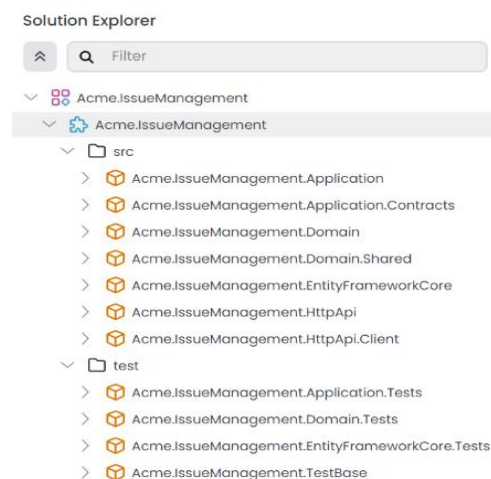 Solution Explorer
Filter
Acme.IssueManagement
Acme.IssueManagement
src
Acme.IssueManagement.Application
Acme.IssueManagement.Application.Contracts
Acme.IssueManagement.Domain
Acme.IssueManagement.Domain.Shared
Acme.IssueManagement.EntityFrameworkCore
Acme.IssueManagement.HttpApi
Acme.IssueManagement.HttpApi.Client
test
Acme.IssueManagement.Application.Tests
Acme.IssueManagement.Domain.Tests
Acme.IssueManagement.EntityFrameworkCore.Tests
Acme.IssueManagement.TestBase